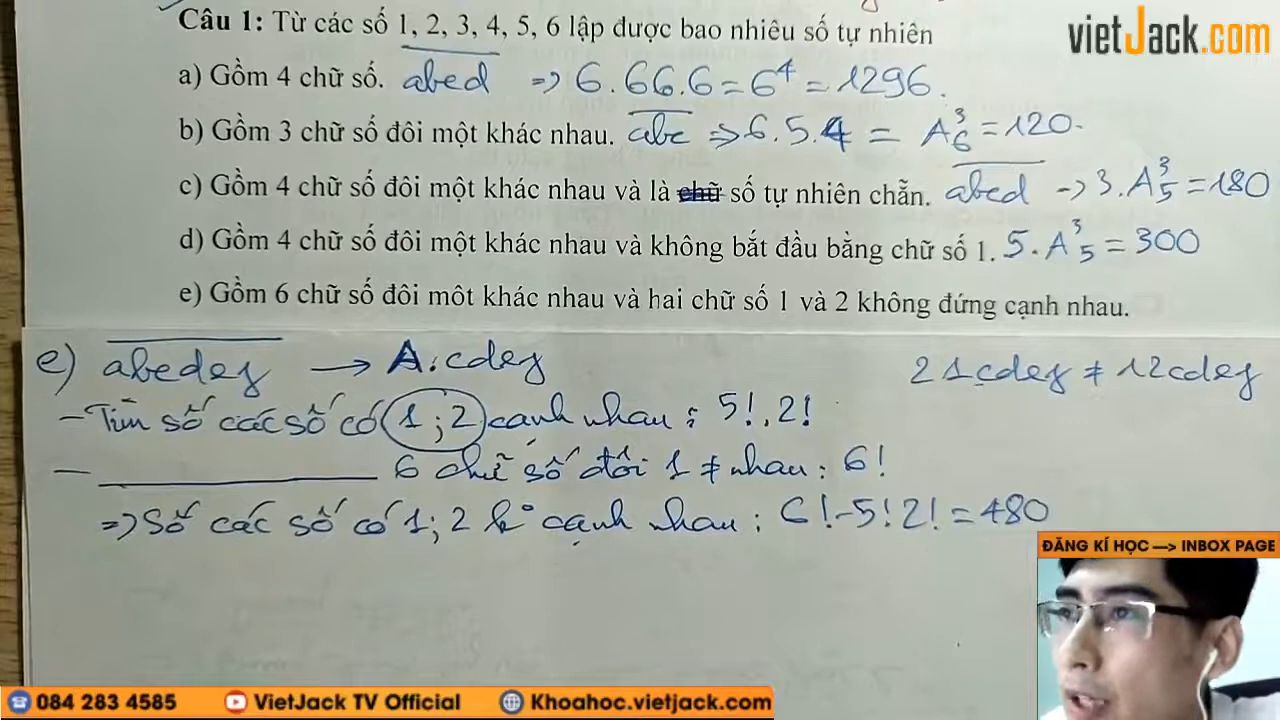 vietJack.com
Câu 1: Từ các số 1, 2, 3, 4, 5, 6 lập được bao nhiêu số tự nhiên
a) Gồm 4 chữ số. abcd => 6.66.6 = 6⁴ = 1296.
b) Gồm 3 chữ số đôi một khác nhau. abc => 6.5.4 = A³₆ = 120.
c) Gồm 4 chữ số đôi một khác nhau và là chữ số tự nhiên chẵn. abcd -> 3.A³₅ = 180
d) Gồm 4 chữ số đôi một khác nhau và không bắt đầu bằng chữ số 1. 5.A³₅ = 300
e) Gồm 6 chữ số đôi một khác nhau và hai chữ số 1 và 2 không đứng cạnh nhau.
e) abcdeg → A.cdeg 21cdeg ≠ 12cdeg
- Tìm số các số có 1; 2 cạnh nhau: 5!.2!
- 6 chữ số đôi 1 ≠ nhau: 6!
=> Số các số có 1; 2 k° cạnh nhau: 6!-5!2! = 480
ĐĂNG KÍ HỌC —> INBOX PAGE
084 283 4585 VietJack TV Official Khoahoc.vietjack.com